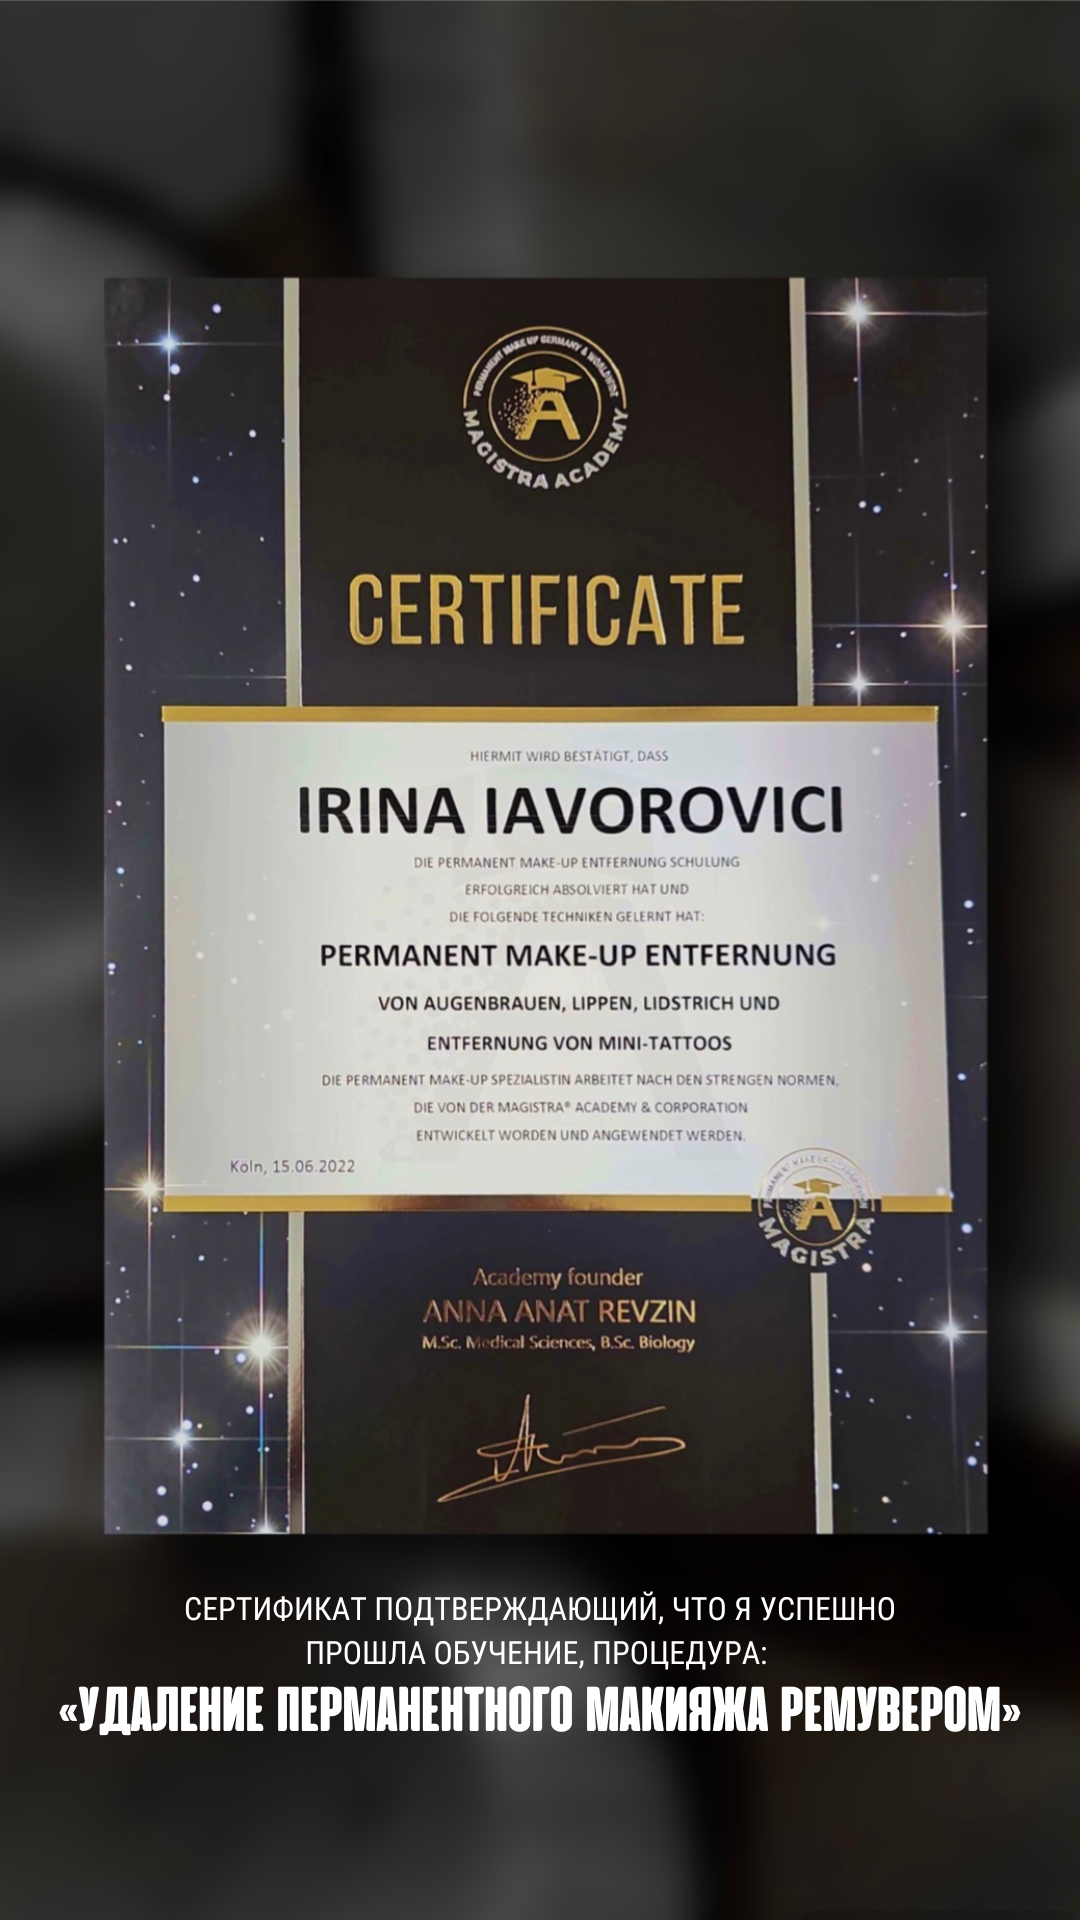 PERMANENT MAKE UP GERMANY & WORLDWIDE
MAGISTRA ACADEMY
CERTIFICATE
HIERMIT WIRD BESTÄTIGT, DASS
IRINA IAVOROVICI
DIE PERMANENT MAKE-UP ENTFERNUNG SCHULUNG
ERFOLGREICH ABSOLVIERT HAT UND
DIE FOLGENDE TECHNIKEN GELERNT HAT:
PERMANENT MAKE-UP ENTFERNUNG
VON AUGENBRAUEN, LIPPEN, LIDSTRICH UND
ENTFERNUNG VON MINI-TATTOOS
DIE PERMANENT MAKE-UP SPEZIALISTIN ARBEITET NACH DEN STRENGEN NORMEN,
DIE VON DER MAGISTRA® ACADEMY & CORPORATION
ENTWICKELT WORDEN UND ANGEWENDET WERDEN.
Köln, 15.06.2022
PERMANENT MAKE UP
MAGISTRA
Academy founder
ANNA ANAT REVZIN
M.Sc. Medical Sciences, B.Sc. Biology
СЕРТИФИКАТ ПОДТВЕРЖДАЮЩИЙ, ЧТО Я УСПЕШНО
ПРОШЛА ОБУЧЕНИЕ, ПРОЦЕДУРА:
«УДАЛЕНИЕ ПЕРМАНЕНТНОГО МАКИЯЖА РЕМУВЕРОМ»